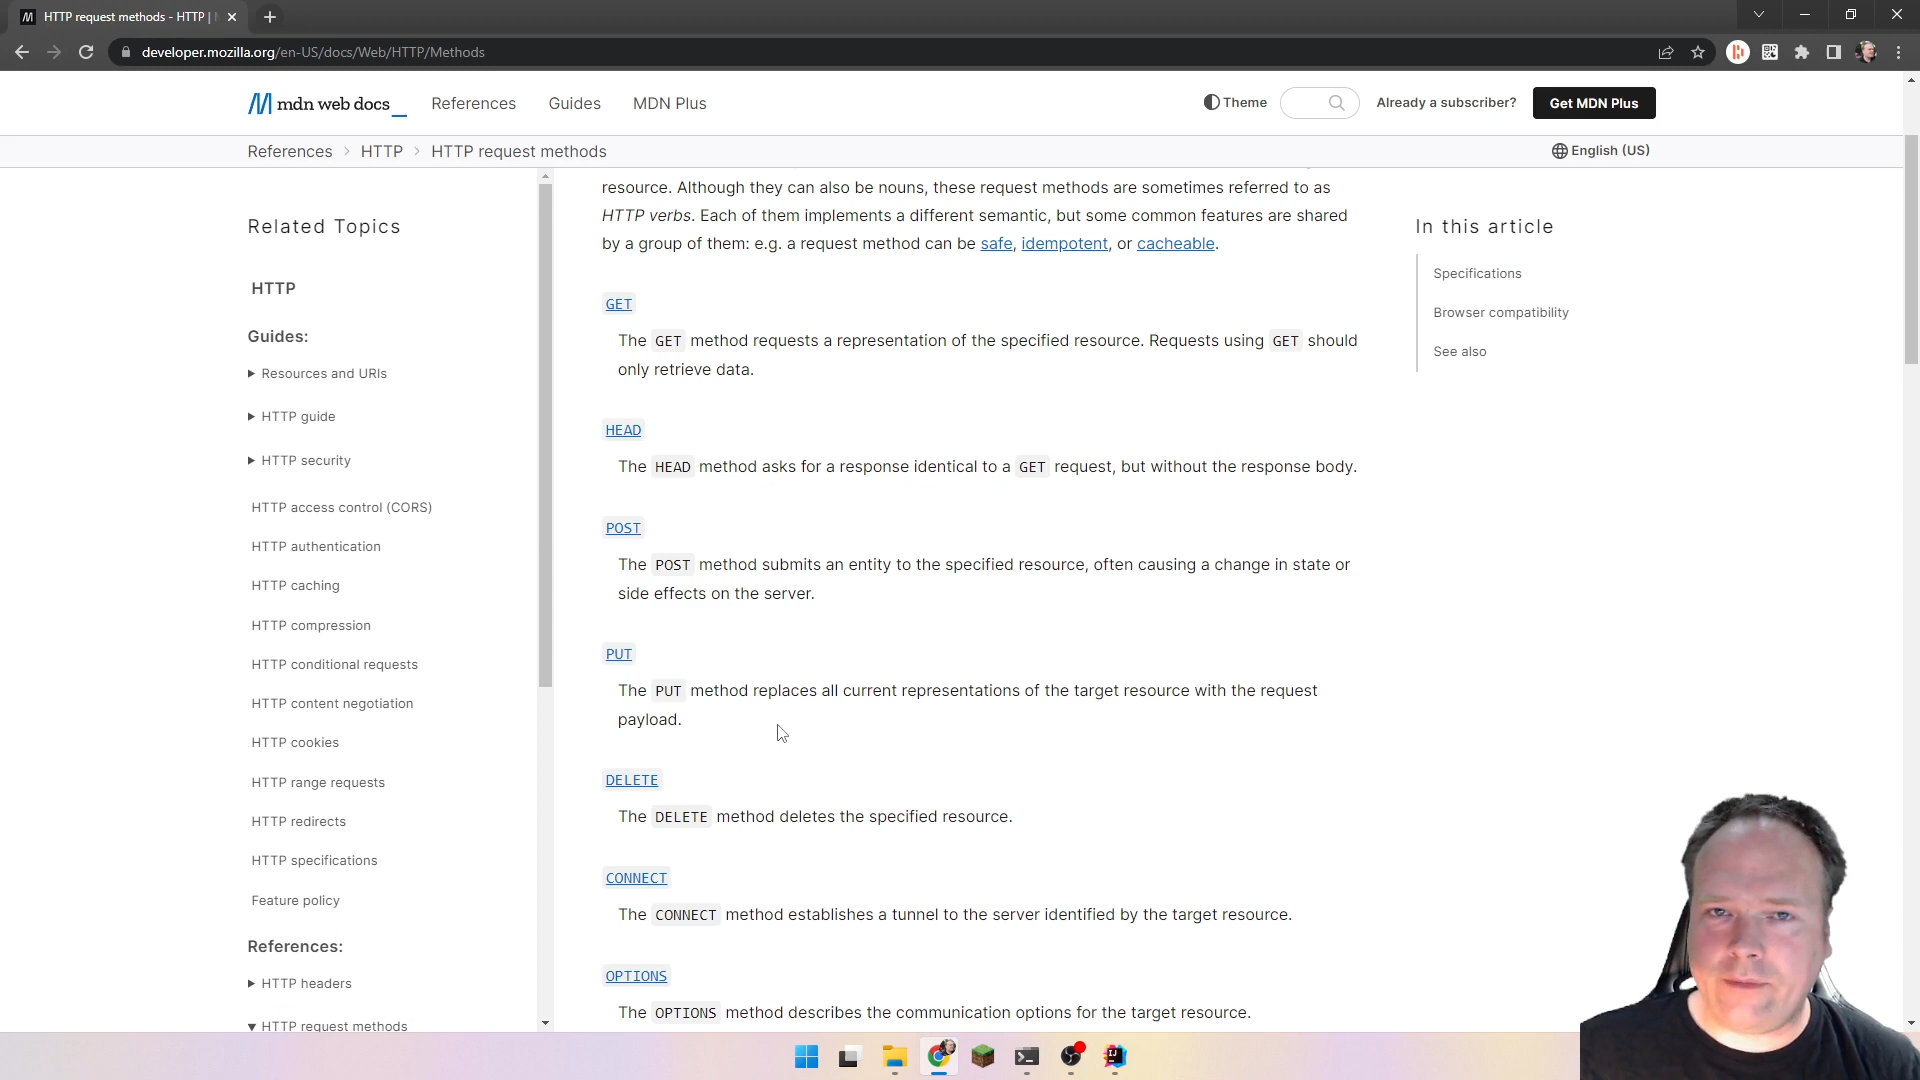 HTTP request methods - HTTP |
developer.mozilla.org/en-US/docs/Web/HTTP/Methods
mdn web docs
References
Guides
MDN Plus
Theme
Already a subscriber?
Get MDN Plus
References
HTTP
HTTP request methods
English (US)
Related Topics
HTTP
Guides:
Resources and URIs
HTTP guide
HTTP security
HTTP access control (CORS)
HTTP authentication
HTTP caching
HTTP compression
HTTP conditional requests
HTTP content negotiation
HTTP cookies
HTTP range requests
HTTP redirects
HTTP specifications
Feature policy
References:
HTTP headers
HTTP request methods
resource. Although they can also be nouns, these request methods are sometimes referred to as
HTTP verbs. Each of them implements a different semantic, but some common features are shared
by a group of them: e.g. a request method can be safe, idempotent, or cacheable.
GET
The GET method requests a representation of the specified resource. Requests using GET should
only retrieve data.
HEAD
The HEAD method asks for a response identical to a GET request, but without the response body.
POST
The POST method submits an entity to the specified resource, often causing a change in state or
side effects on the server.
PUT
The PUT method replaces all current representations of the target resource with the request
payload.
DELETE
The DELETE method deletes the specified resource.
CONNECT
The CONNECT method establishes a tunnel to the server identified by the target resource.
OPTIONS
The OPTIONS method describes the communication options for the target resource.
In this article
Specifications
Browser compatibility
See also